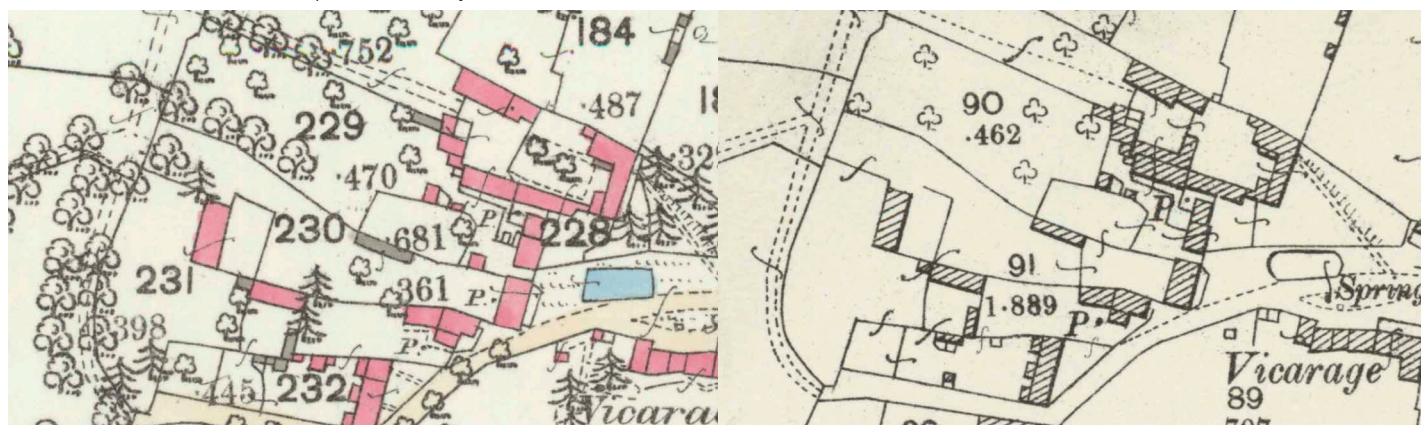 184
.752
.487
229
.470
P.
228
230
.681
231
.361
P.
.398
P.
232
.445
90
.462
P.
91
Spring
1.889
P.
Vicarage
89